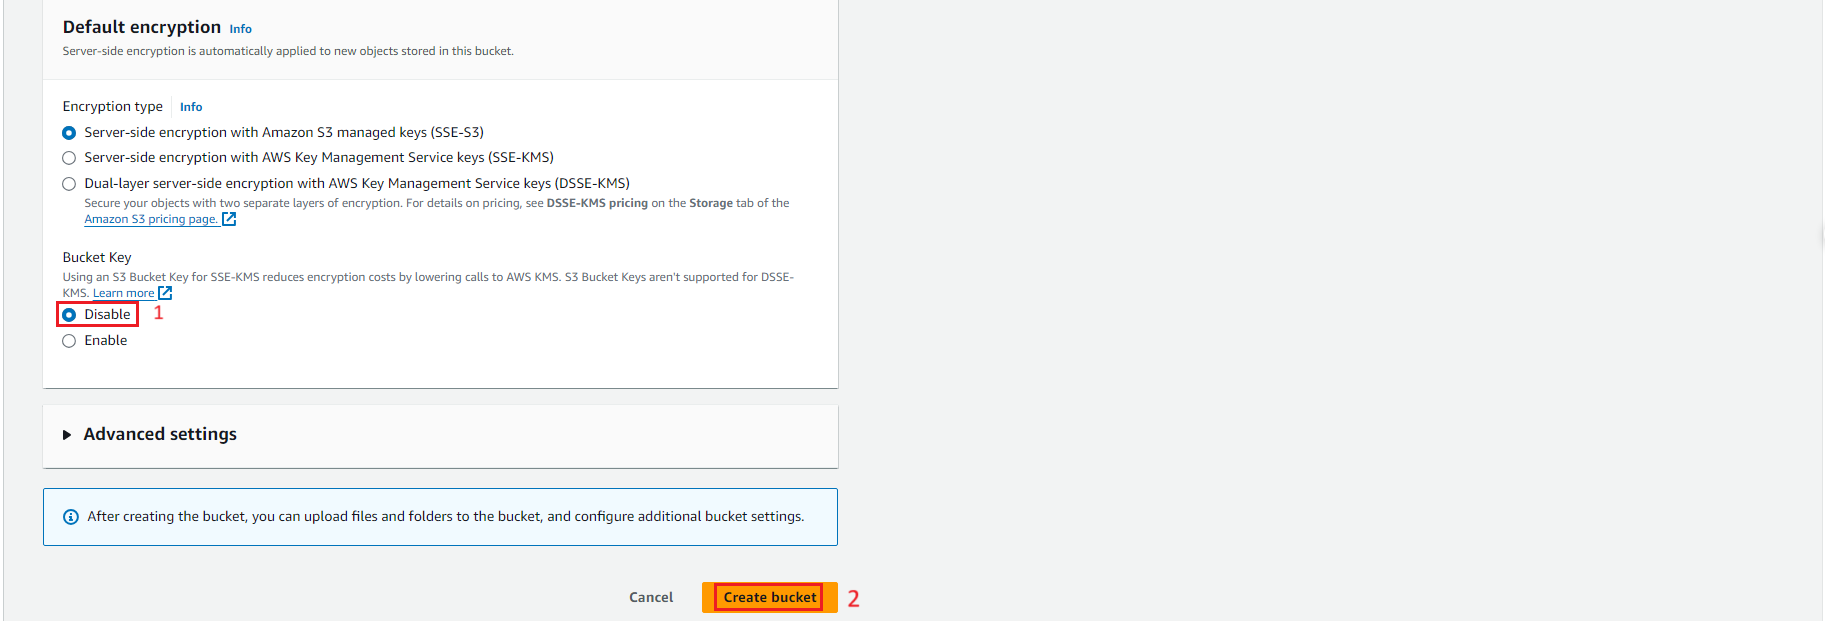 Default encryption Info
Server-side encryption is automatically applied to new objects stored in this bucket.
Encryption type Info
Server-side encryption with Amazon S3 managed keys (SSE-S3)
Server-side encryption with AWS Key Management Service keys (SSE-KMS)
Dual-layer server-side encryption with AWS Key Management Service keys (DSSE-KMS)
Secure your objects with two separate layers of encryption. For details on pricing, see DSSE-KMS pricing on the Storage tab of the
Amazon S3 pricing page.
Bucket Key
Using an S3 Bucket Key for SSE-KMS reduces encryption costs by lowering calls to AWS KMS. S3 Bucket Keys aren't supported for DSSE-
KMS. Learn more
Disable 1
Enable
Advanced settings
After creating the bucket, you can upload files and folders to the bucket, and configure additional bucket settings.
Cancel Create bucket 2